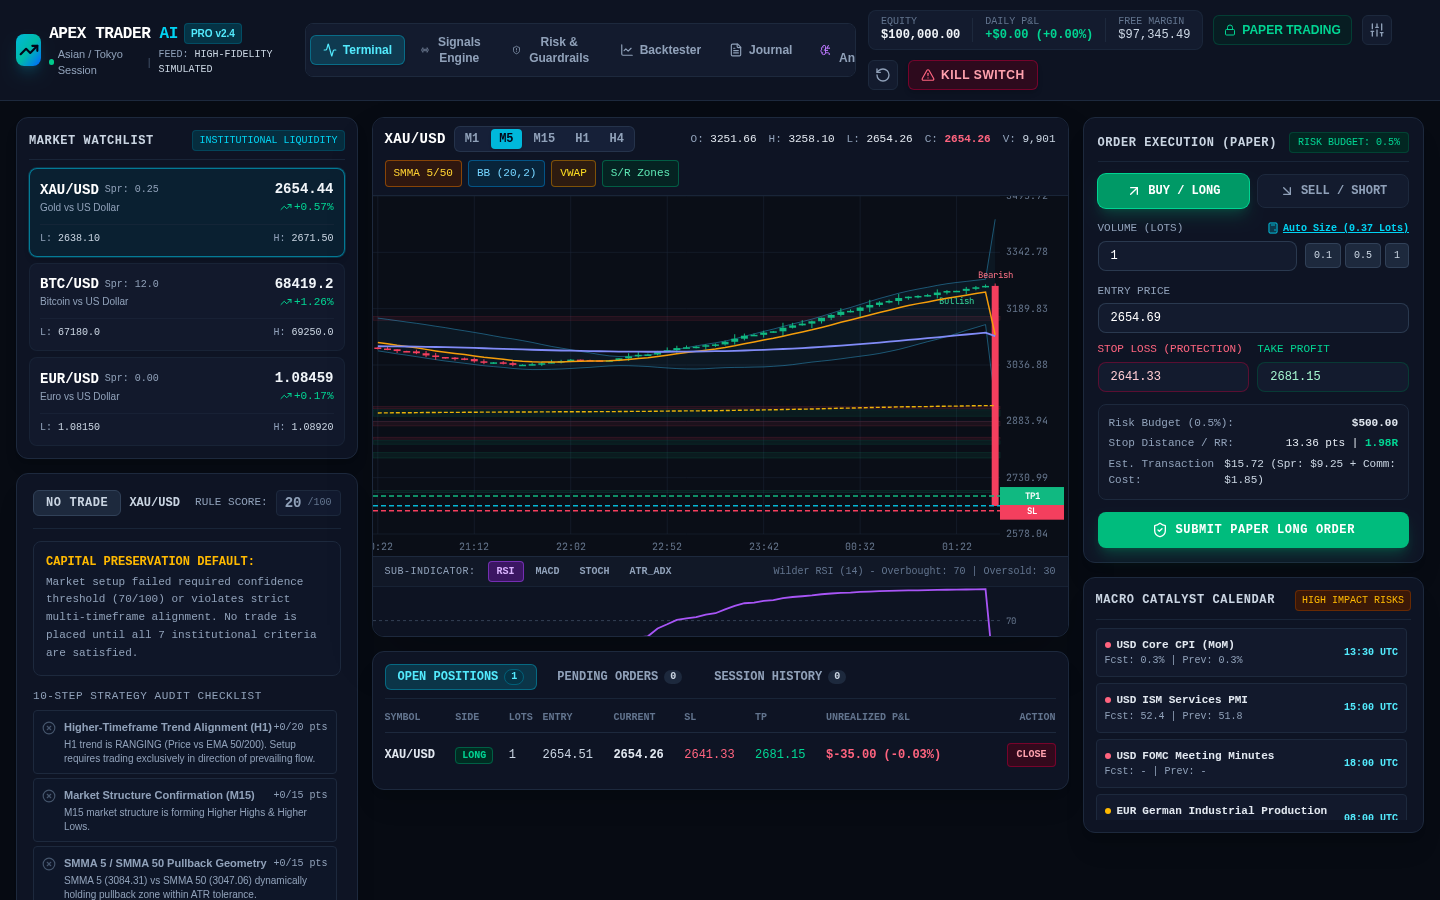 APEX TRADER AI PRO v2.4
Asian / Tokyo Session | FEED: HIGH-FIDELITY SIMULATED
Terminal
Signals Engine
Risk & Guardrails
Backtester
Journal
An
EQUITY
$100,000.00
DAILY P&L
+$0.00 (+0.00%)
FREE MARGIN
$97,345.49
PAPER TRADING
KILL SWITCH
MARKET WATCHLIST INSTITUTIONAL LIQUIDITY
XAU/USD Spr: 0.25 2654.44
Gold vs US Dollar +0.57%
L: 2638.10 H: 2671.50
BTC/USD Spr: 12.0 68419.2
Bitcoin vs US Dollar +1.26%
L: 67180.0 H: 69250.0
EUR/USD Spr: 0.00 1.08459
Euro vs US Dollar +0.17%
L: 1.08150 H: 1.08920
NO TRADE XAU/USD RULE SCORE: 20 /100
CAPITAL PRESERVATION DEFAULT:
Market setup failed required confidence
threshold (70/100) or violates strict
multi-timeframe alignment. No trade is
placed until all 7 institutional criteria
are satisfied.
10-STEP STRATEGY AUDIT CHECKLIST
Higher-Timeframe Trend Alignment (H1) +0/20 pts
H1 trend is RANGING (Price vs EMA 50/200). Setup
requires trading exclusively in direction of prevailing flow.
Market Structure Confirmation (M15) +0/15 pts
M15 market structure is forming Higher Highs & Higher
Lows.
SMMA 5 / SMMA 50 Pullback Geometry +0/15 pts
SMMA 5 (3084.31) vs SMMA 50 (3047.06) dynamically
holding pullback zone within ATR tolerance.
XAU/USD M1 M5 M15 H1 H4 O: 3251.66 H: 3258.10 L: 2654.26 C: 2654.26 V: 9,901
SMMA 5/50 BB (20,2) VWAP S/R Zones
3342.78
Bearish
Bullish
3189.83
3036.88
2883.94
2730.99
TP1
SL
2578.04
:22 21:12 22:02 22:52 23:42 00:32 01:22
SUB-INDICATOR: RSI MACD STOCH ATR_ADX Wilder RSI (14) - Overbought: 70 | Oversold: 30
70
OPEN POSITIONS 1 PENDING ORDERS 0 SESSION HISTORY 0
SYMBOL SIDE LOTS ENTRY CURRENT SL TP UNREALIZED P&L ACTION
XAU/USD LONG 1 2654.51 2654.26 2641.33 2681.15 $-35.00 (-0.03%) CLOSE
ORDER EXECUTION (PAPER) RISK BUDGET: 0.5%
BUY / LONG SELL / SHORT
VOLUME (LOTS) Auto Size (0.37 Lots)
1 0.1 0.5 1
ENTRY PRICE
2654.69
STOP LOSS (PROTECTION) TAKE PROFIT
2641.33 2681.15
Risk Budget (0.5%): $500.00
Stop Distance / RR: 13.36 pts | 1.98R
Est. Transaction Cost: $15.72 (Spr: $9.25 + Comm: $1.85)
SUBMIT PAPER LONG ORDER
MACRO CATALYST CALENDAR HIGH IMPACT RISKS
USD Core CPI (MoM) 13:30 UTC
Fcst: 0.3% | Prev: 0.3%
USD ISM Services PMI 15:00 UTC
Fcst: 52.4 | Prev: 51.8
USD FOMC Meeting Minutes 18:00 UTC
Fcst: - | Prev: -
EUR German Industrial Production 08:00 UTC